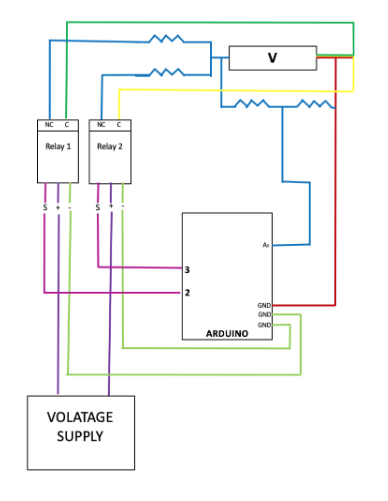 V
NC C
Relay 1
NC C
Relay 2
S + -
S + -
A₀
3
2
GND
GND
GND
ARDUINO
VOLATAGE
SUPPLY